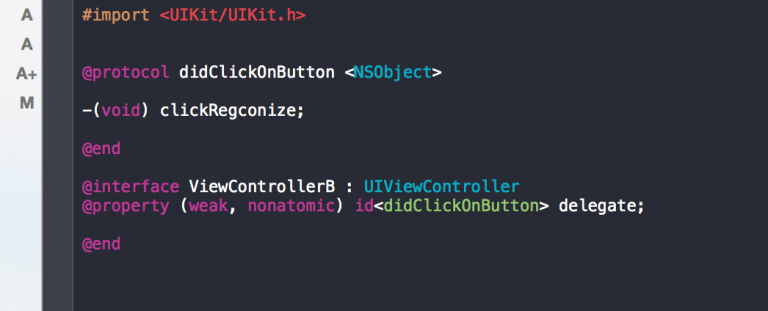 A
A
A+
M
#import <UIKit/UIKit.h>
@protocol didClickOnButton <NSObject>
-(void) clickRegconize;
@end
@interface ViewControllerB : UIViewController
@property (weak, nonatomic) id<didClickOnButton> delegate;
@end